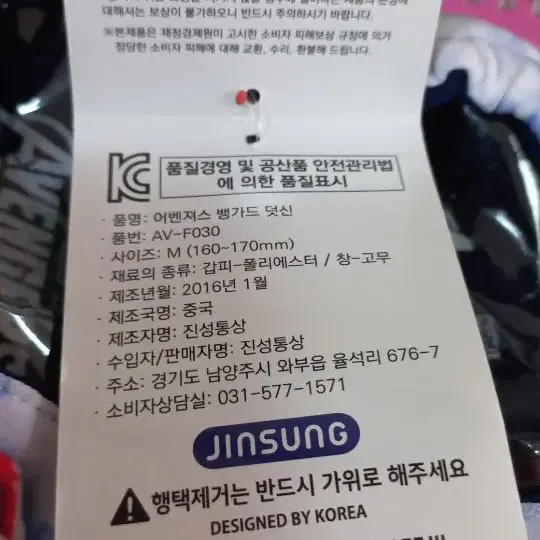 대해서는 보상이 불가하오니 반드시 주의하시기 바랍니다.
※본제품은 재정경제원이 고시한 소비자 피해보상 규정에 의거
정당한 소비자 피해에 대해 교환, 수리, 환불해 드립니다.
KC
품질경영 및 공산품 안전관리법
에 의한 품질표시
· 품명: 어벤져스 뱅가드 덧신
· 품번: AV-F030
· 사이즈: M (160~170mm)
· 재료의 종류: 갑피-폴리에스터 / 창-고무
· 제조년월: 2016년 1월
· 제조국명: 중국
· 제조자명: 진성통상
· 수입자/판매자명: 진성통상
· 주소: 경기도 남양주시 와부읍 율석리 676-7
· 소비자상담실: 031-577-1571
JINSUNG
행택제거는 반드시 가위로 해주세요
DESIGNED BY KOREA
AVENGERS